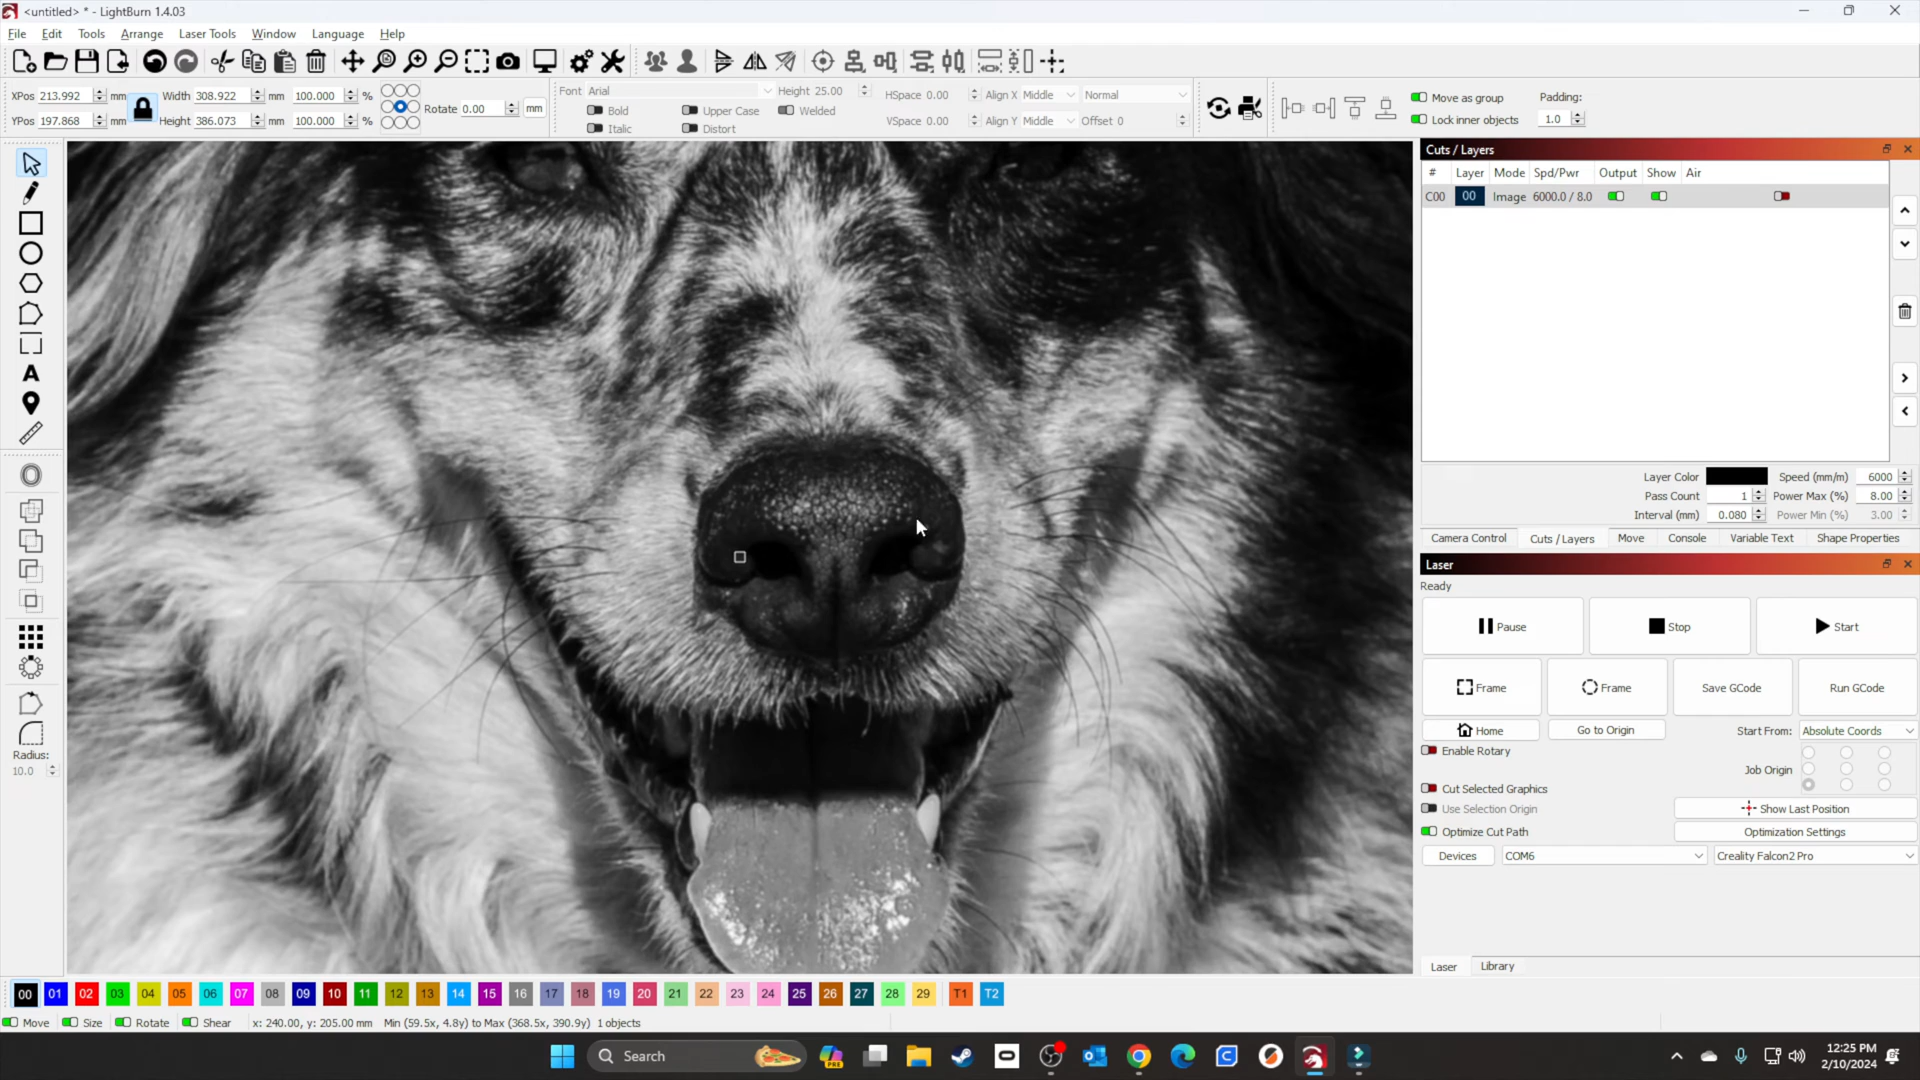 <untitled> * - LightBurn 1.4.03
File Edit Tools Arrange Laser Tools Window Language Help
XPos 213.992 mm Width 308.922 mm 100.000 %
YPos 197.868 mm Height 386.073 mm 100.000 %
Rotate 0.00 mm
Font Arial Height 25.00
Bold Upper Case Welded
Italic Distort
HSpace 0.00 Align X Middle Normal
VSpace 0.00 Align Y Middle Offset 0
Move as group Padding:
Lock inner objects 1.0
Cuts / Layers
# Layer Mode Spd/Pwr Output Show Air
C00 00 Image 6000.0 / 8.0
Layer Color Speed (mm/m) 6000
Pass Count 1 Power Max (%) 8.00
Interval (mm) 0.080 Power Min (%) 3.00
Camera Control Cuts / Layers Move Console Variable Text Shape Properties
Laser
Ready
Pause Stop Start
Frame Frame Save GCode Run GCode
Home Go to Origin Start From: Absolute Coords
Enable Rotary
Job Origin
Cut Selected Graphics
Use Selection Origin Show Last Position
Optimize Cut Path Optimization Settings
Devices COM6 Creality Falcon2 Pro
Radius:
10.0
Laser Library
00 01 02 03 04 05 06 07 08 09 10 11 12 13 14 15 16 17 18 19 20 21 22 23 24 25 26 27 28 29 T1 T2
Move Size Rotate Shear x: 240.00, y: 205.00 mm Min (59.5x, 4.8y) to Max (368.5x, 390.9y) 1 objects
Search
PRE
12:25 PM
2/10/2024